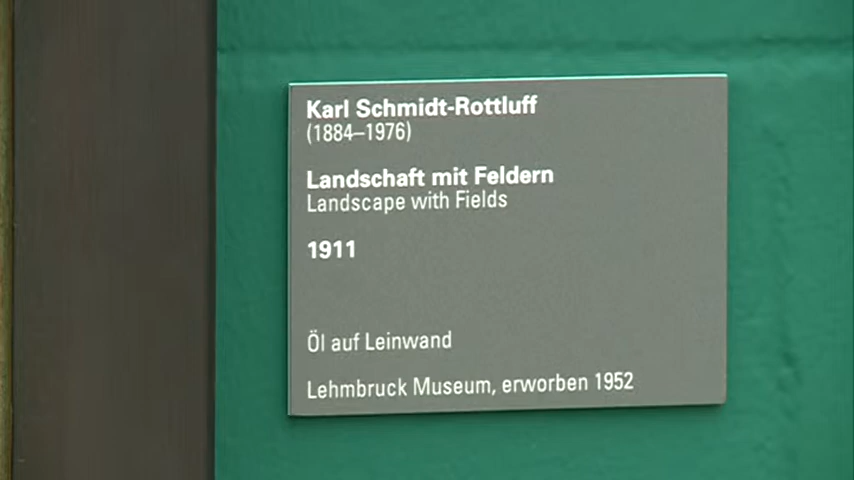 Karl Schmidt-Rottluff
(1884–1976)
Landschaft mit Feldern
Landscape with Fields
1911
Öl auf Leinwand
Lehmbruck Museum, erworben 1952